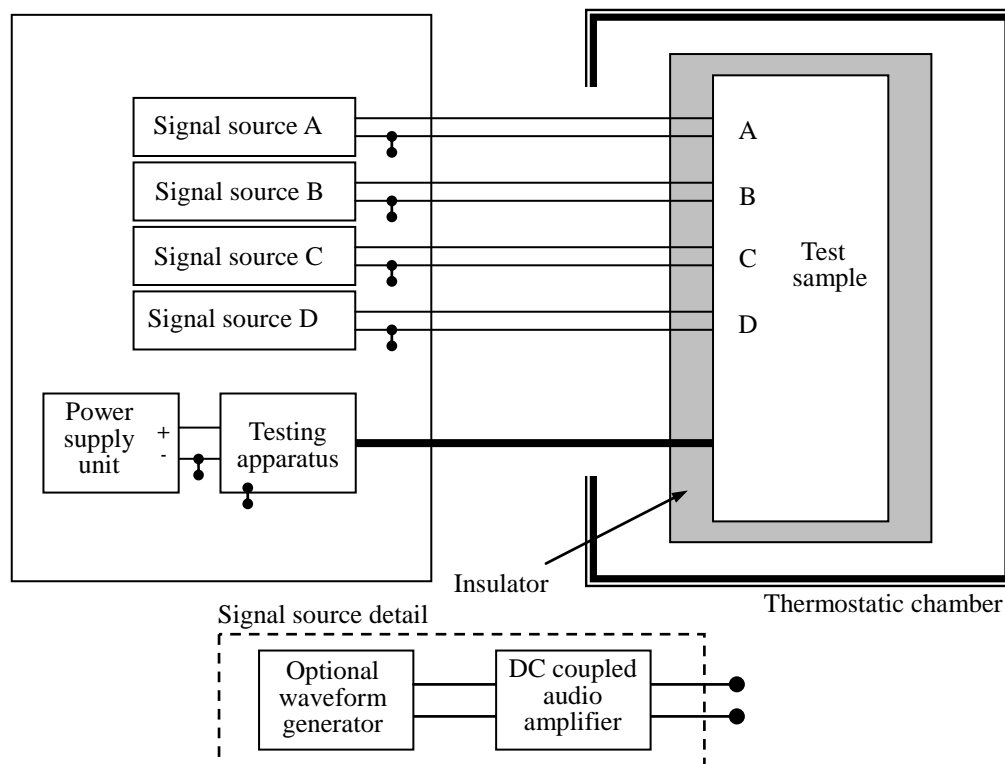 Signal source A
Signal source B
Signal source C
Signal source D
A
B
C
D
Test
sample
Power
supply
unit
+
-
Testing
apparatus
Insulator
Thermostatic chamber
Signal source detail
Optional
waveform
generator
DC coupled
audio
amplifier